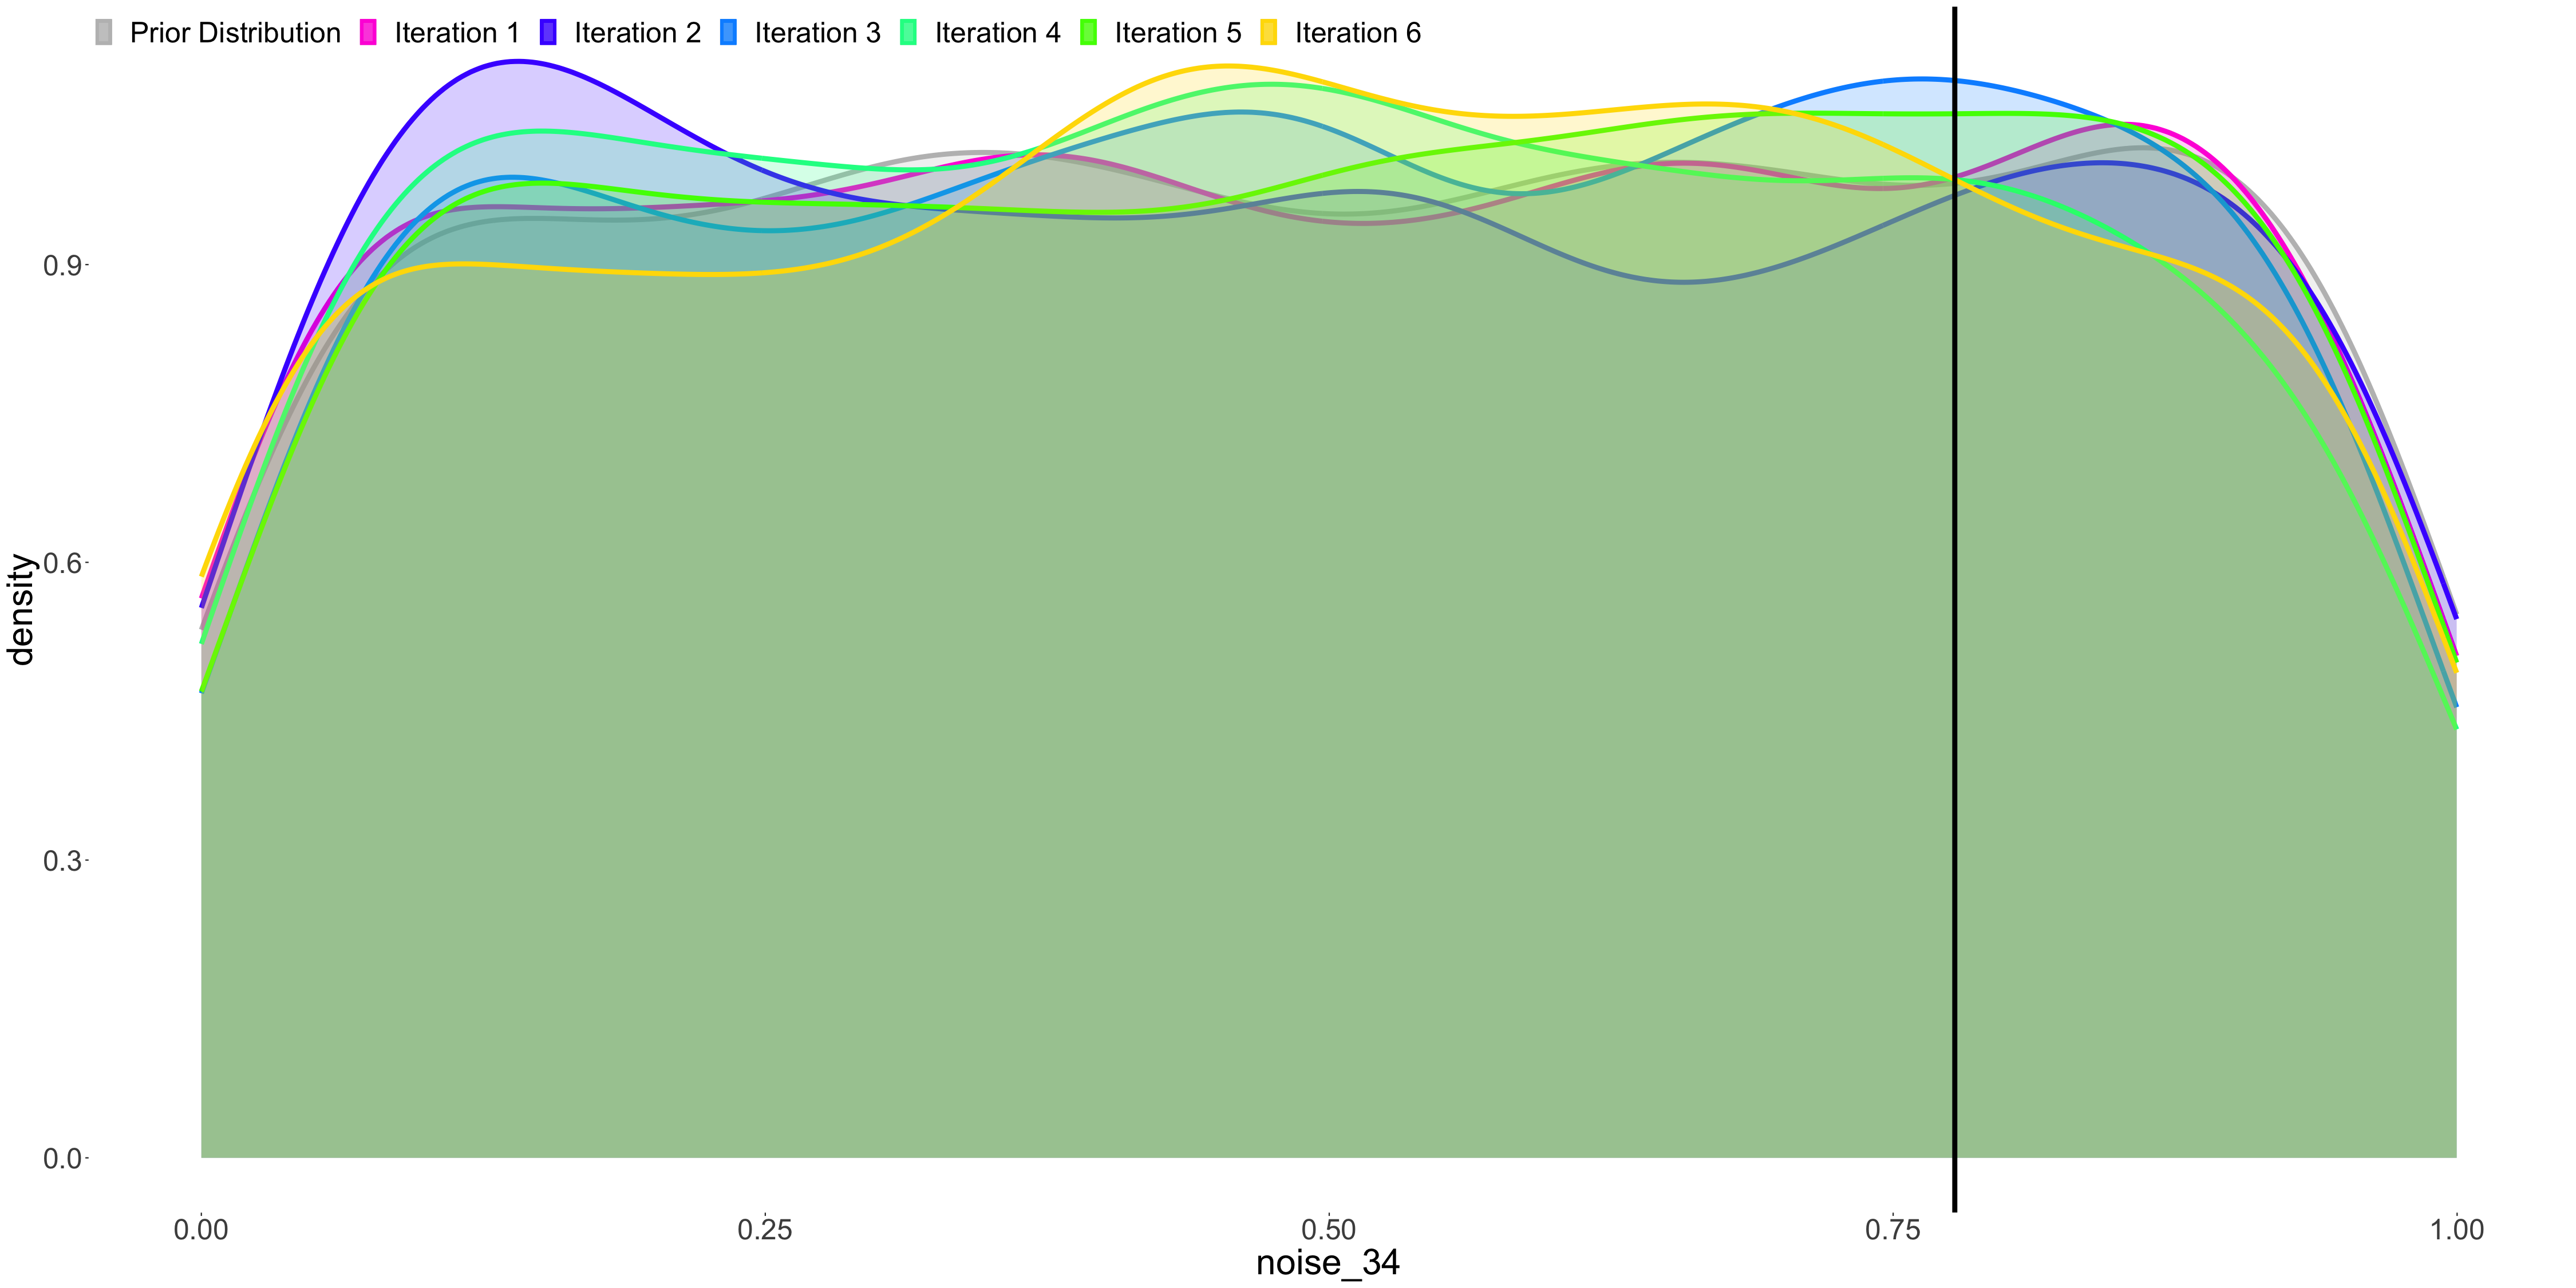 Prior Distribution Iteration 1 Iteration 2 Iteration 3 Iteration 4 Iteration 5 Iteration 6
0.9
0.6
density
0.3
0.0
0.00 0.25 0.50 0.75 1.00
noise_34